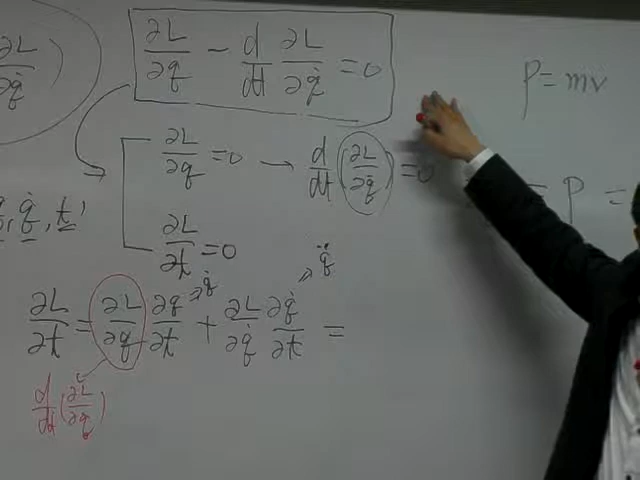 ∂L/∂q̇ )
∂L/∂q − d/dt ∂L/∂q̇ = 0
p = mv
∂L/∂q = 0 → d/dt (∂L/∂q̇) = 0
= p =
, q̇, t
∂L/∂t = 0
q̇
q̈
∂L/∂t = ∂L/∂q ∂q/∂t + ∂L/∂q̇ ∂q̇/∂t =
d/dt (∂L/∂q̇)